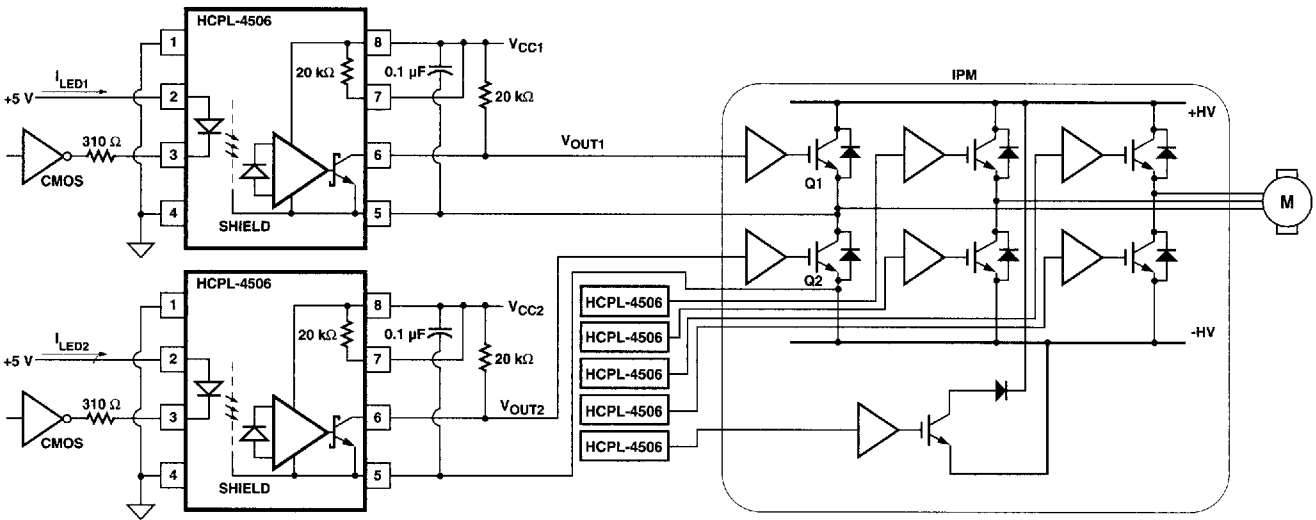 HCPL-4506
1
2
3
4
8
7
6
5
ILED1
+5 V
310 Ω
CMOS
20 kΩ
0.1 µF
20 kΩ
VCC1
SHIELD
VOUT1
HCPL-4506
1
2
3
4
8
7
6
5
ILED2
+5 V
310 Ω
CMOS
20 kΩ
0.1 µF
20 kΩ
VCC2
SHIELD
VOUT2
HCPL-4506
HCPL-4506
HCPL-4506
HCPL-4506
HCPL-4506
IPM
+HV
Q1
M
Q2
-HV